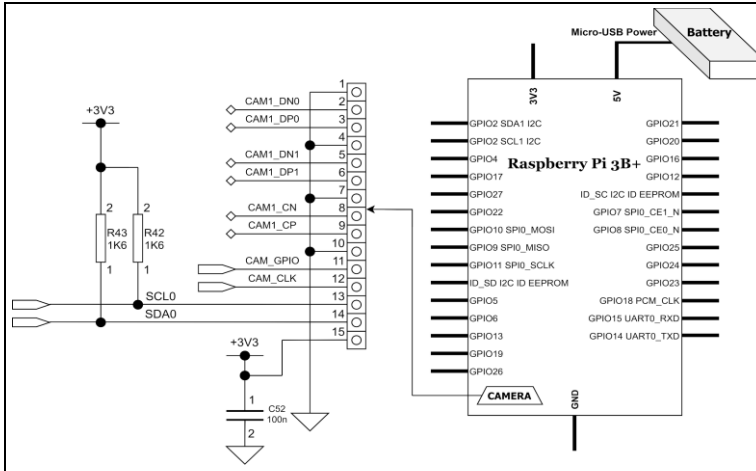 Micro-USB Power
Battery
+3V3
CAM1_DN0
CAM1_DP0
CAM1_DN1
CAM1_DP1
CAM1_CN
CAM1_CP
CAM_GPIO
CAM_CLK
SCL0
SDA0
1
2
3
4
5
6
7
8
9
10
11
12
13
14
15
2
2
R43
1K6
R42
1K6
1
1
+3V3
1
C52
100n
2
3V3
5V
Raspberry Pi 3B+
GPIO2 SDA1 I2C
GPIO2 SCL1 I2C
GPIO4
GPIO17
GPIO27
GPIO22
GPIO10 SPI0_MOSI
GPIO9 SPI0_MISO
GPIO11 SPI0_SCLK
ID_SD I2C ID EEPROM
GPIO5
GPIO6
GPIO13
GPIO19
GPIO26
GPIO21
GPIO20
GPIO16
GPIO12
ID_SC I2C ID EEPROM
GPIO7 SPI0_CE1_N
GPIO8 SPI0_CE0_N
GPIO25
GPIO24
GPIO23
GPIO18 PCM_CLK
GPIO15 UART0_RXD
GPIO14 UART0_TXD
CAMERA
GND